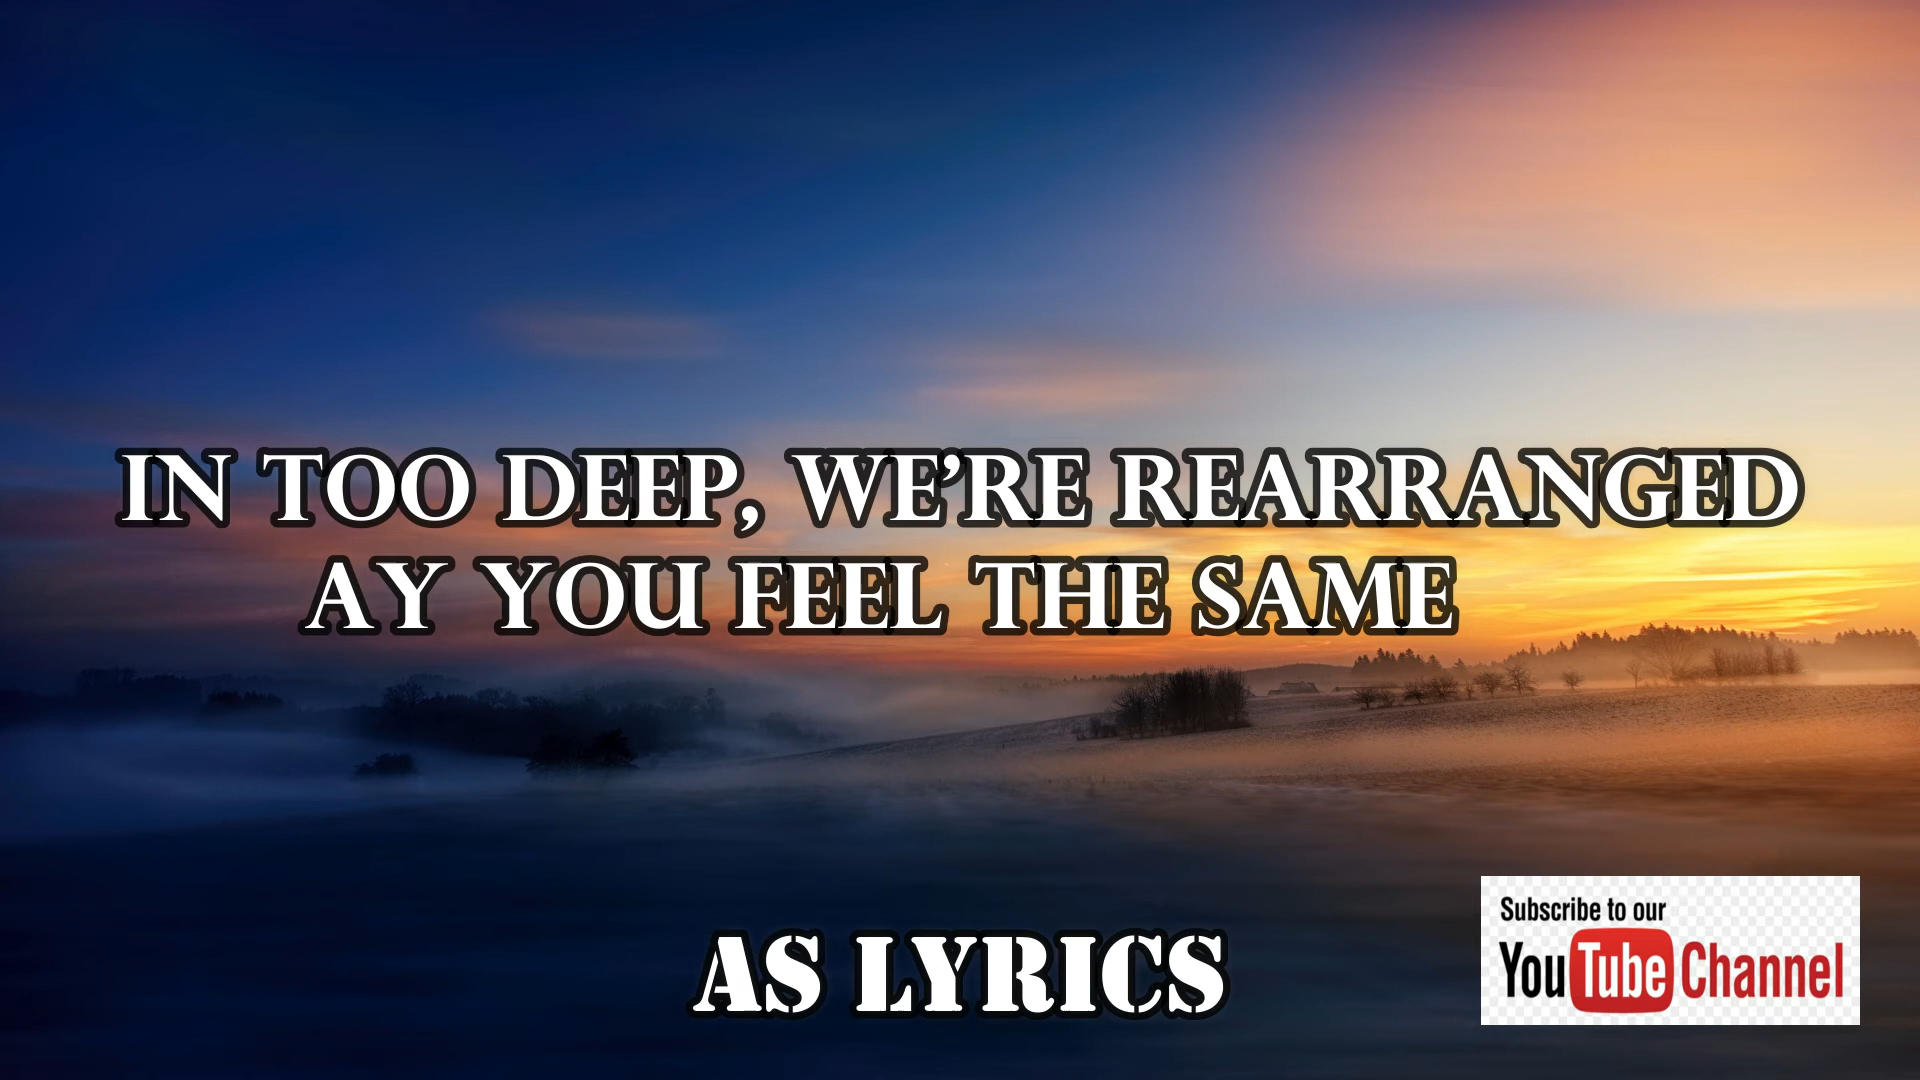 IN TOO DEEP, WE’RE REARRANGED
AY YOU FEEL THE SAME
AS LYRICS
Subscribe to our
YouTube Channel